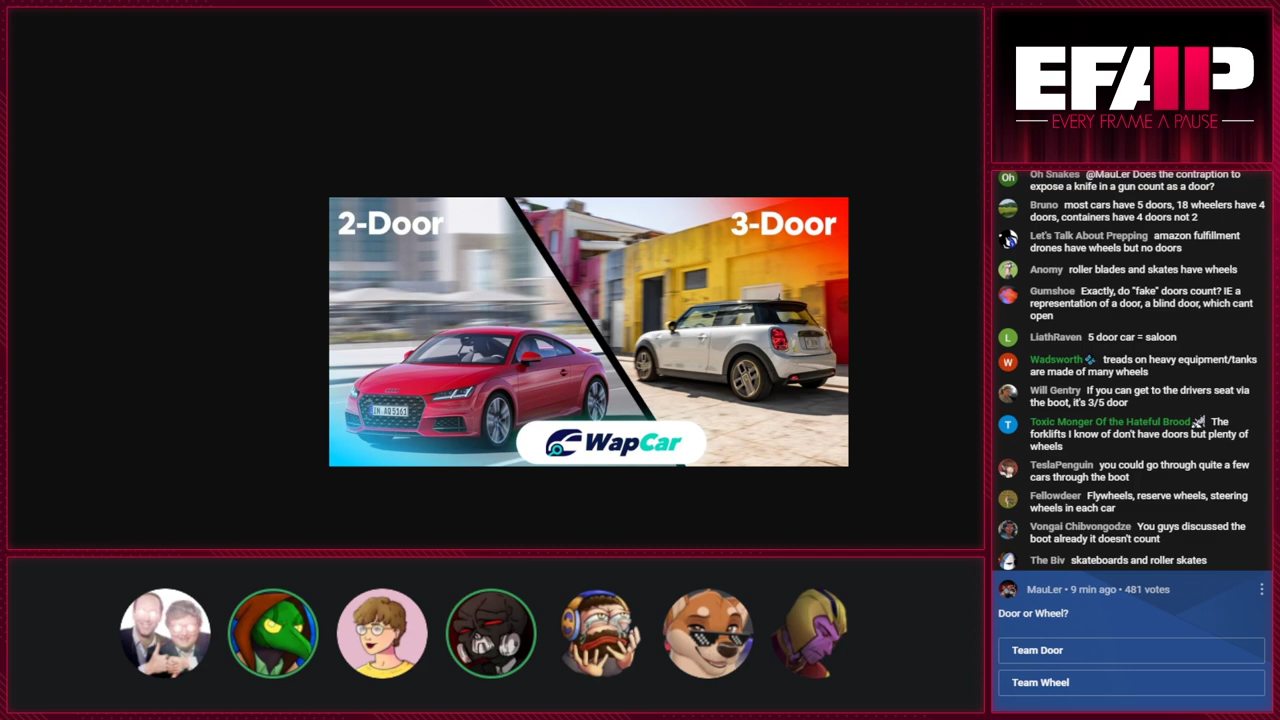 2-Door
3-Door
IN·AQ 5161
WapCar
EFAP
EVERY FRAME A PAUSE
Oh
Oh Snakes @MauLer Does the contraption to
expose a knife in a gun count as a door?
Bruno most cars have 5 doors, 18 wheelers have 4
doors, containers have 4 doors not 2
Let's Talk About Prepping amazon fulfillment
drones have wheels but no doors
Anomy roller blades and skates have wheels
Gumshoe Exactly, do "fake" doors count? IE a
representation of a door, a blind door, which cant
open
L
LiathRaven 5 door car = saloon
W
Wadsworth treads on heavy equipment/tanks
are made of many wheels
Will Gentry If you can get to the drivers seat via
the boot, it's 3/5 door
T
Toxic Monger Of the Hateful Brood The
forklifts I know of don't have doors but plenty of
wheels
TeslaPenguin you could go through quite a few
cars through the boot
Fellowdeer Flywheels, reserve wheels, steering
wheels in each car
Vongai Chibvongodze You guys discussed the
boot already it doesn't count
The Biv skateboards and roller skates
MauLer • 9 min ago • 481 votes
Door or Wheel?
Team Door
Team Wheel